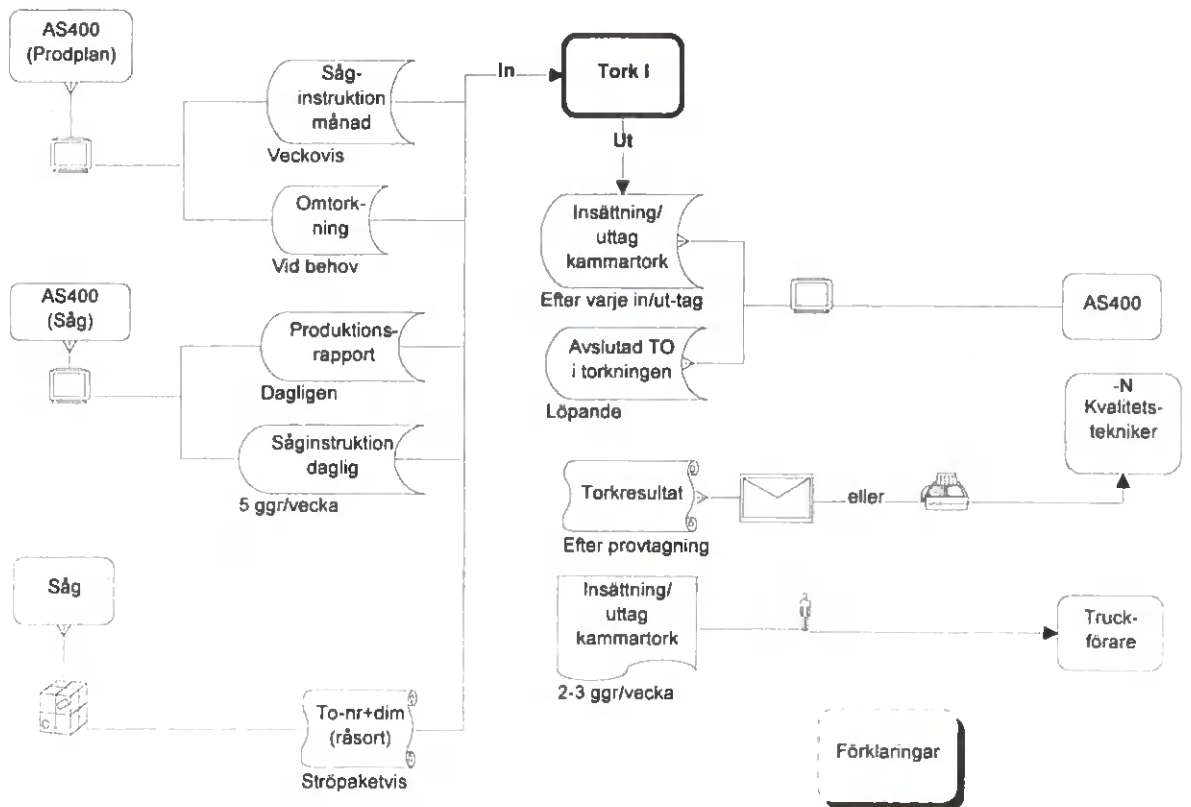 AS400
(Prodplan)
Såg-
instruktion
månad
Veckovis
Omtork-
ning
Vid behov
AS400
(Såg)
Produktions-
rapport
Dagligen
Såginstruktion
daglig
5 ggr/vecka
Såg
C
To-nr+dim
(råsort)
Ströpaketvis
In
Tork I
Ut
Insättning/
uttag
kammartork
Efter varje in/ut-tag
AS400
Avslutad TO
i torkningen
Löpande
-N
Kvalitets-
tekniker
Torkresultat
eller
Efter provtagning
Insättning/
uttag
kammartork
2-3 ggr/vecka
Truck-
förare
Förklaringar